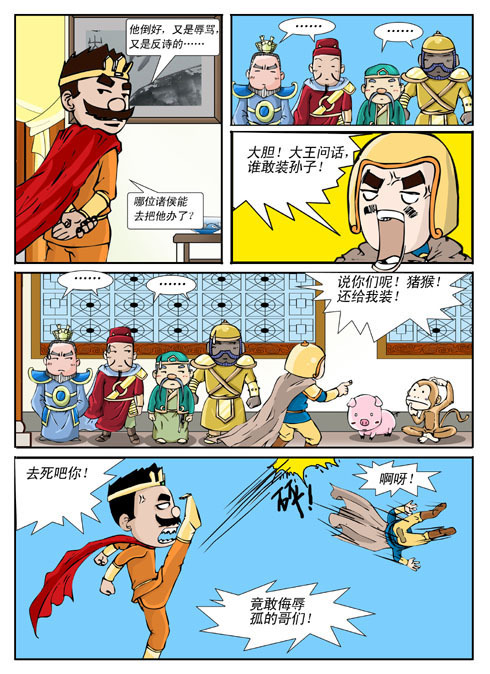 他倒好，又是辱骂，
又是反诗的……
哪位诸侯能
去把他办了？
……
……
大胆！大王问话，
谁敢装孙子！
……
……
说你们呢！猪猴！
还给我装！
去死吧你！
砰！
啊呀！
竟敢侮辱
孤的哥们！